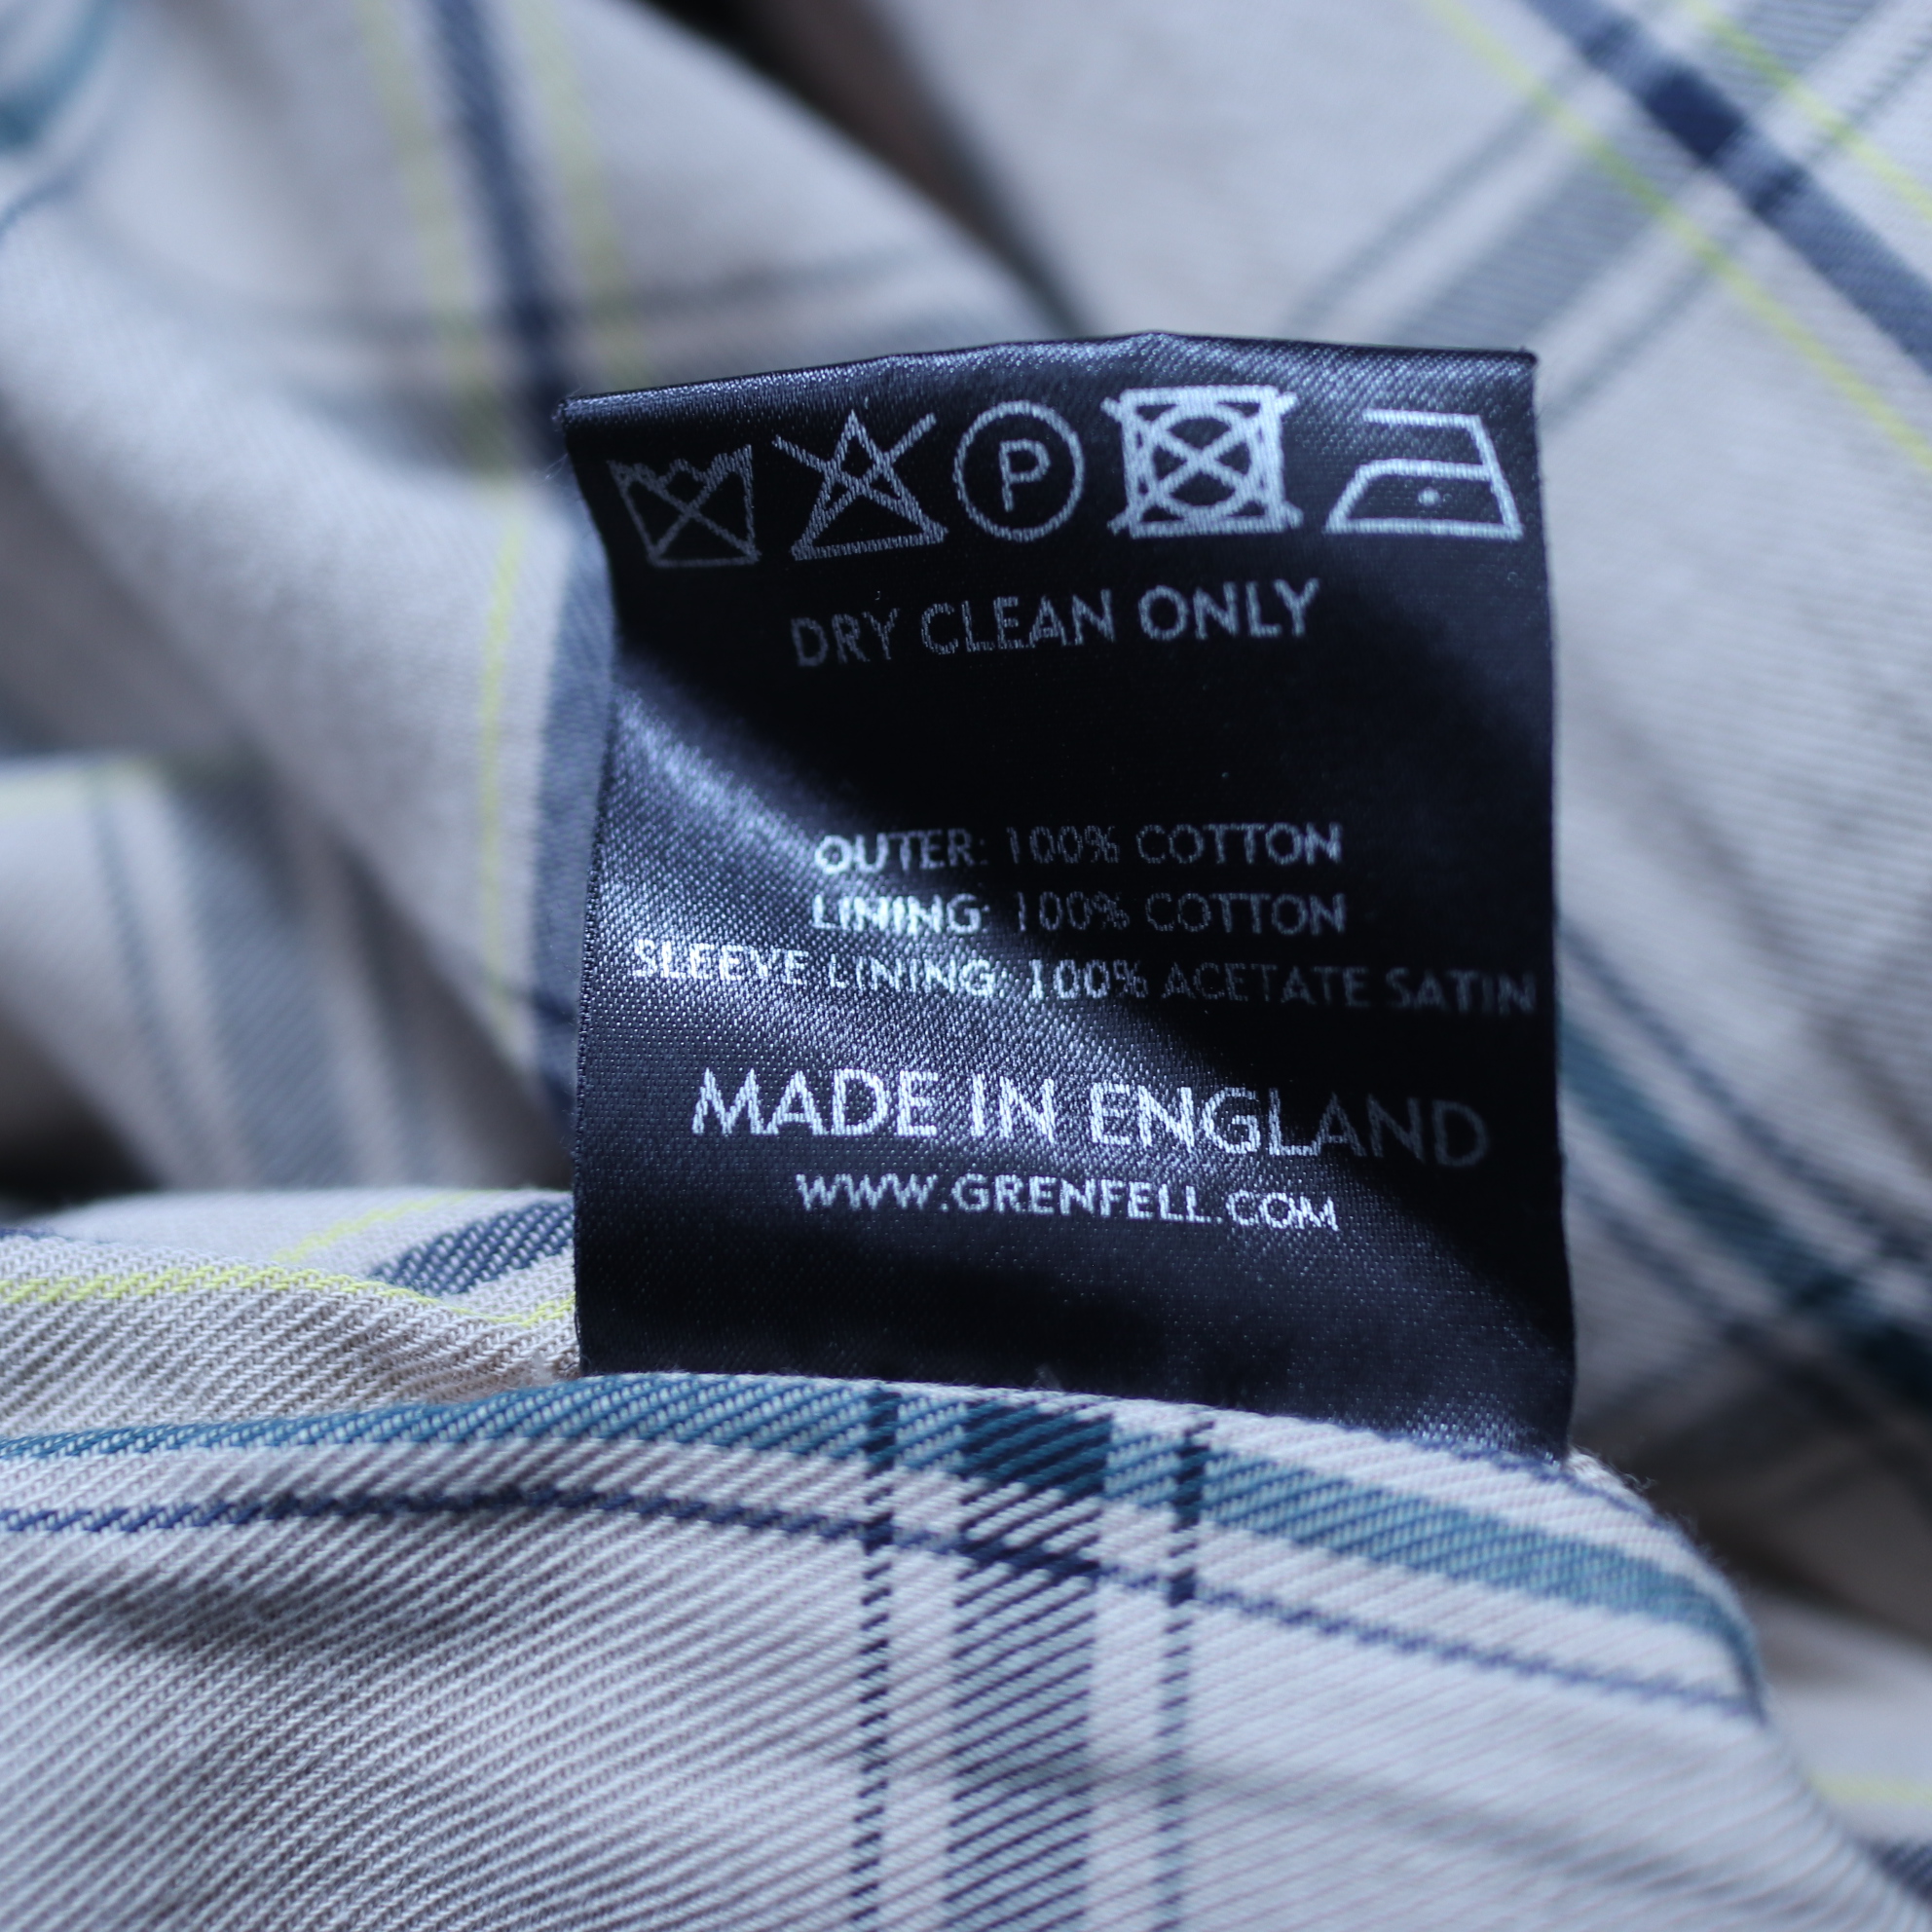 P
DRY CLEAN ONLY
OUTER: 100% COTTON
LINING: 100% COTTON
SLEEVE LINING: 100% ACETATE SATIN
MADE IN ENGLAND
WWW.GRENFELL.COM